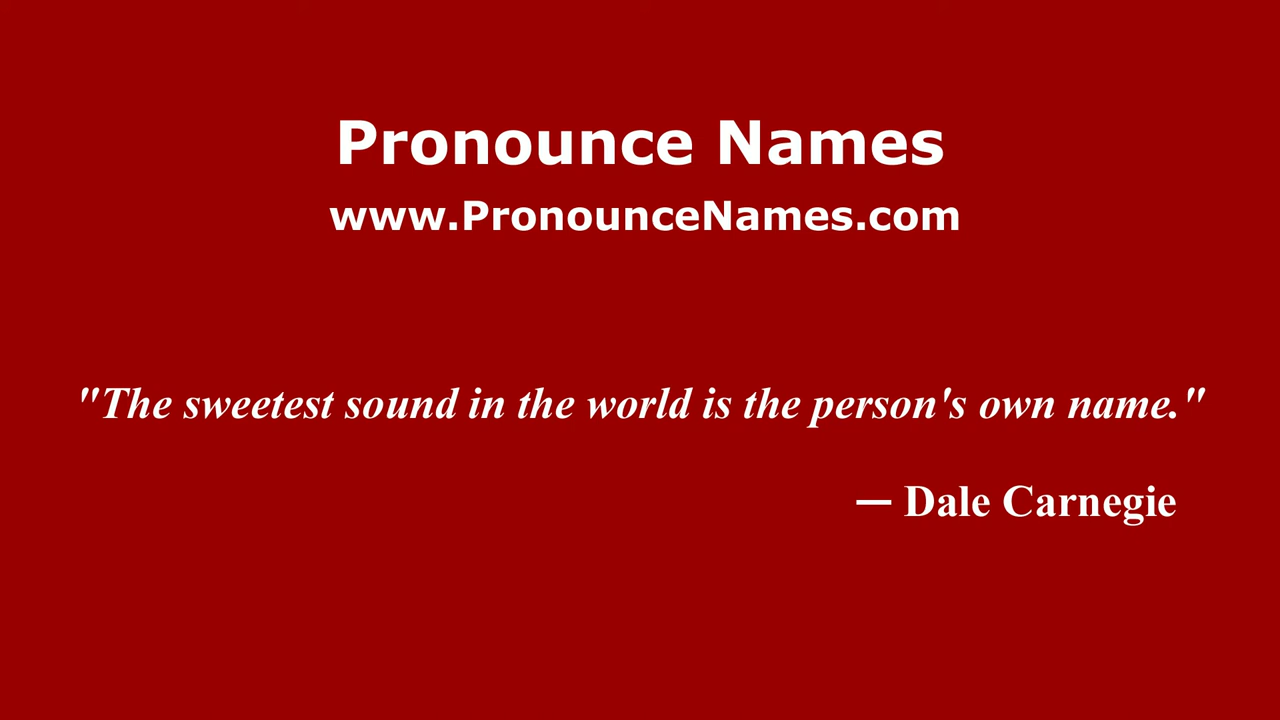 Pronounce Names
www.PronounceNames.com
"The sweetest sound in the world is the person's own name."
— Dale Carnegie